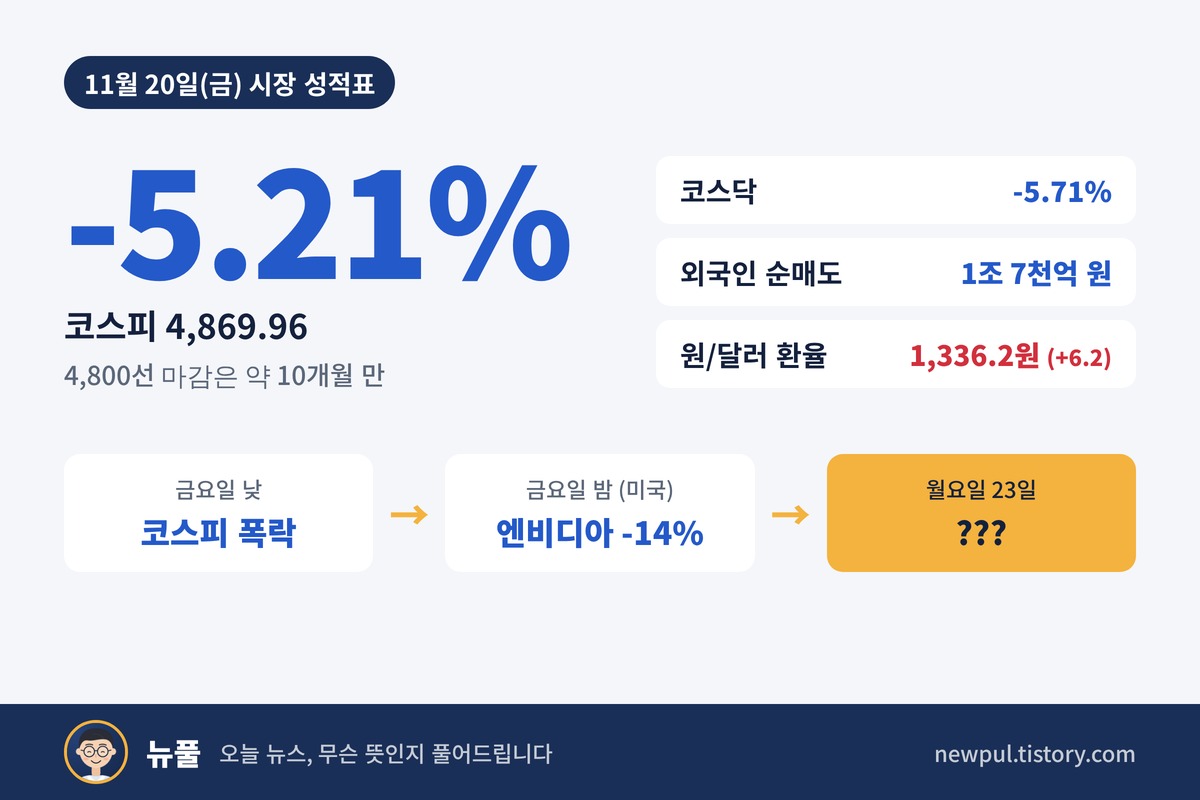 11월 20일(금) 시장 성적표
-5.21%
코스피 4,869.96
4,800선 마감은 약 10개월 만
코스닥 -5.71%
외국인 순매도 1조 7천억 원
원/달러 환율 1,336.2원 (+6.2)
금요일 낮
코스피 폭락
→
금요일 밤 (미국)
엔비디아 -14%
→
월요일 23일
???
뉴풀 오늘 뉴스, 무슨 뜻인지 풀어드립니다
newpul.tistory.com